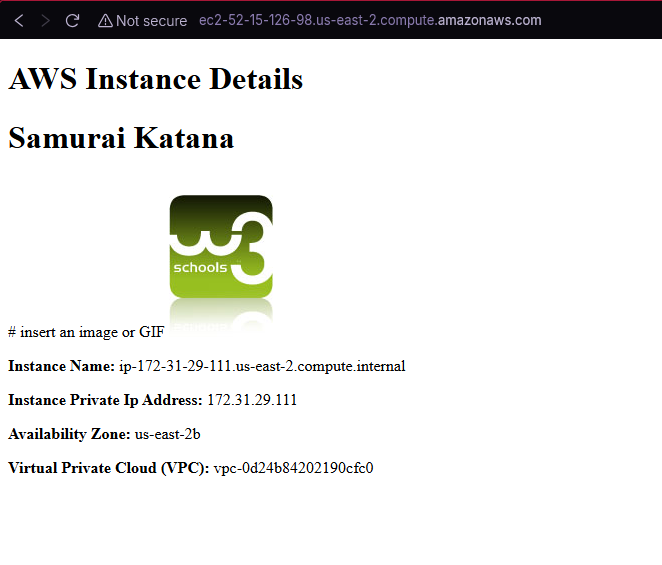 Not secure ec2-52-15-126-98.us-east-2.compute.amazonaws.com
AWS Instance Details
Samurai Katana
w3
schools
# insert an image or GIF
Instance Name: ip-172-31-29-111.us-east-2.compute.internal
Instance Private Ip Address: 172.31.29.111
Availability Zone: us-east-2b
Virtual Private Cloud (VPC): vpc-0d24b84202190cfc0